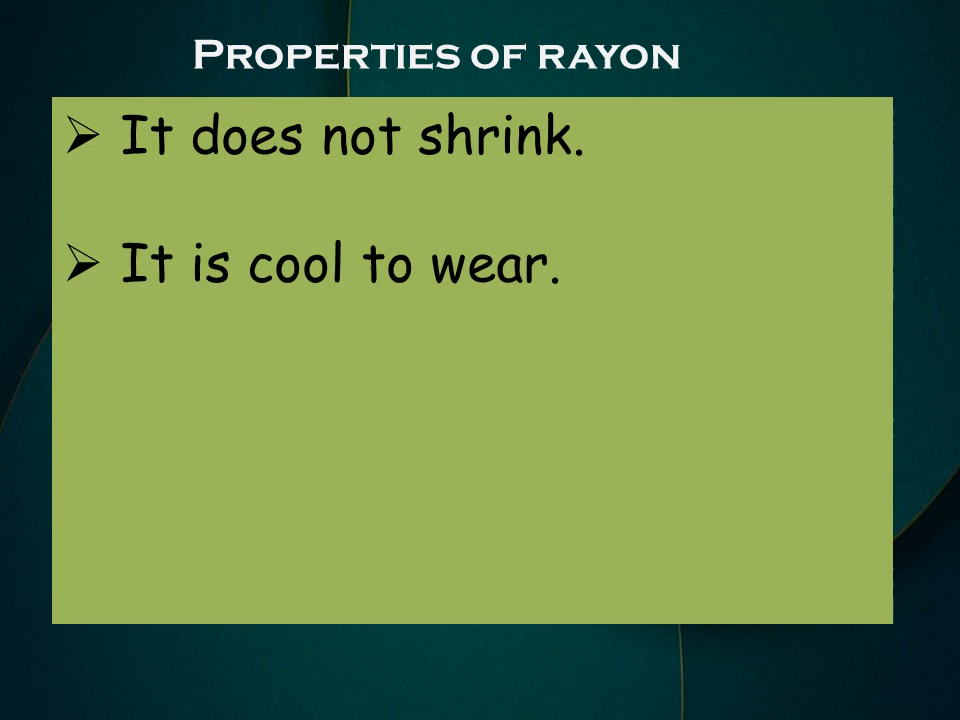 Properties of rayon
➢ It does not shrink.
➢ It is cool to wear.